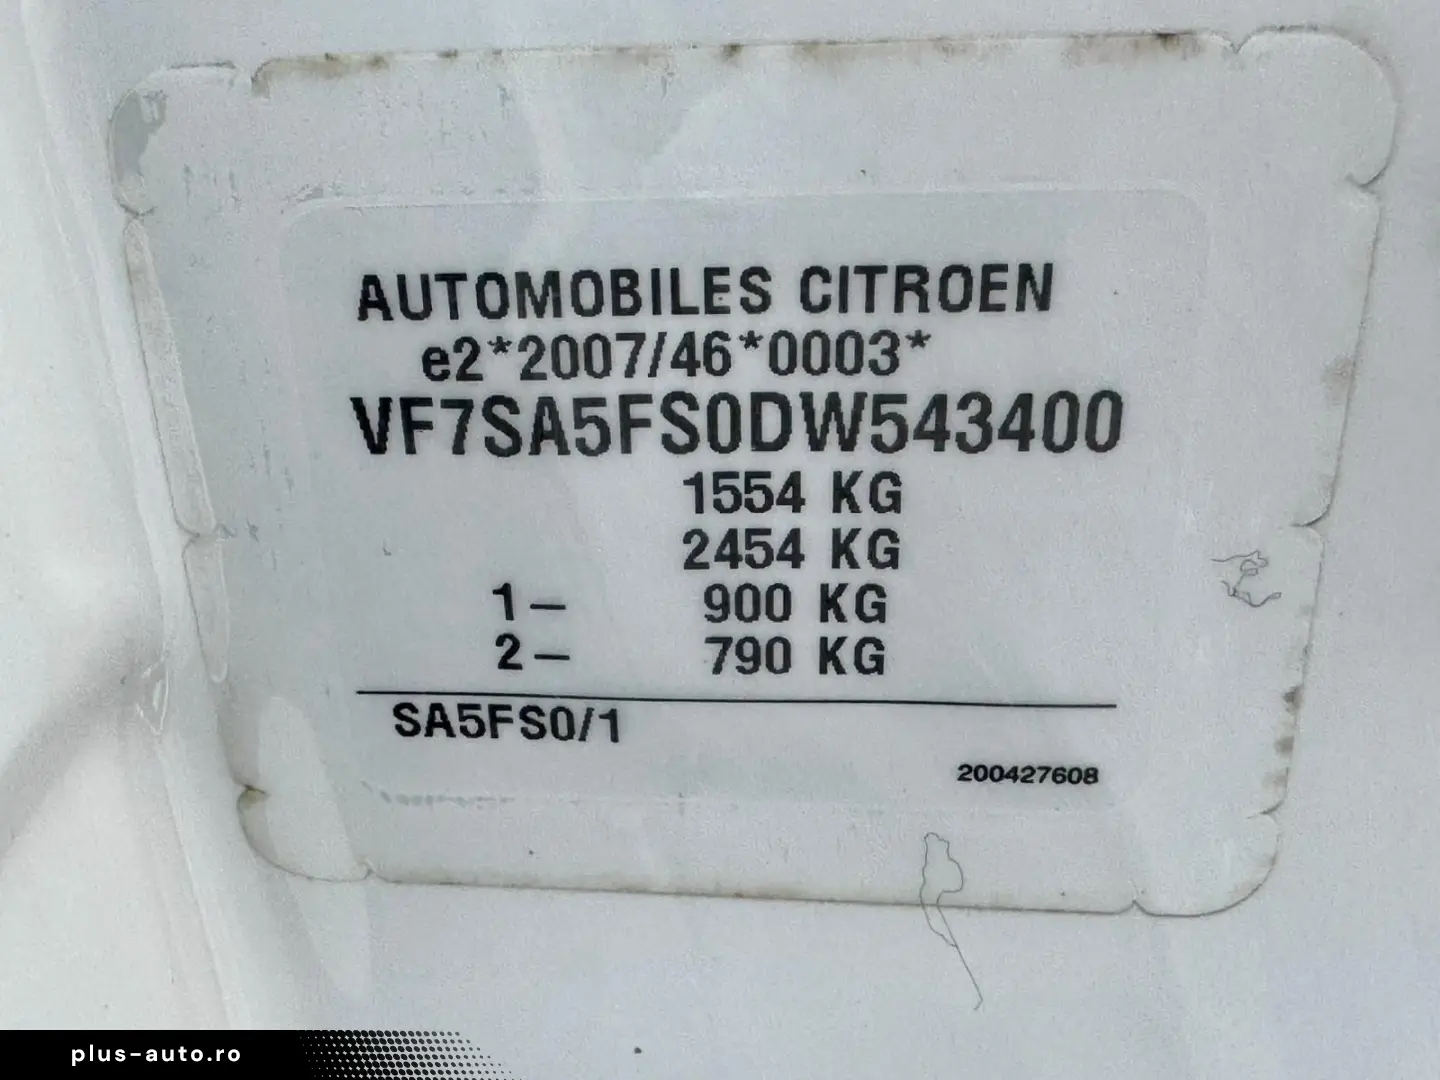 AUTOMOBILES CITROEN
e2*2007/46*0003*
VF7SA5FS0DW543400
1554 KG
2454 KG
1– 900 KG
2– 790 KG
SA5FS0/1
200427608
plus-auto.ro